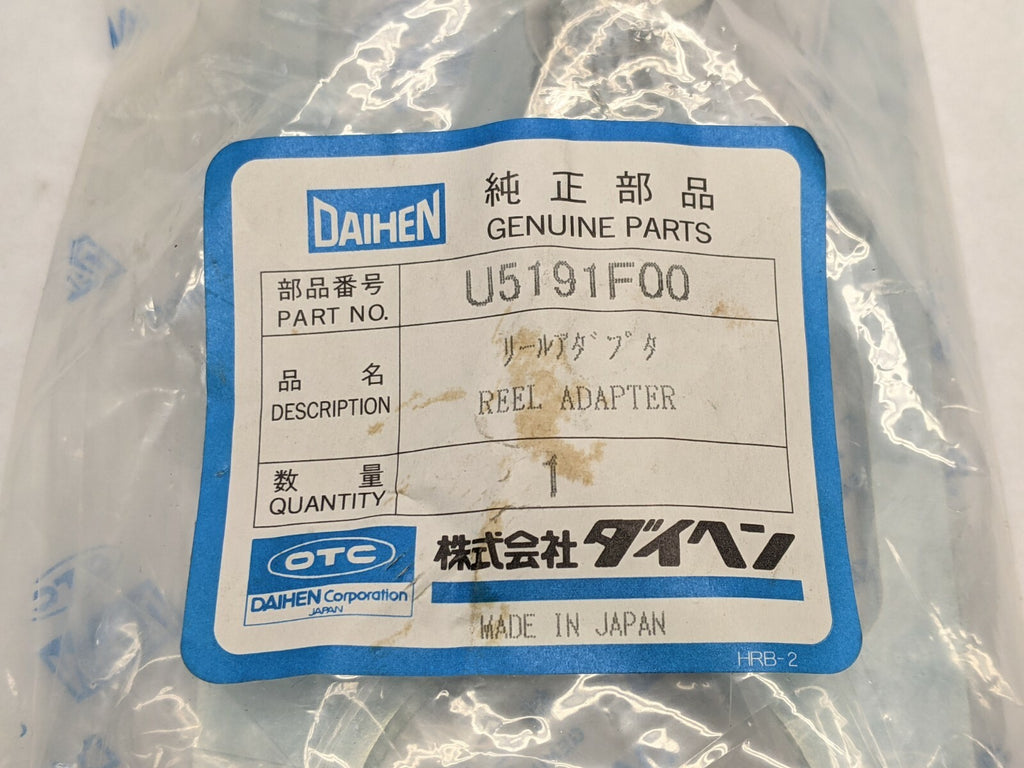 DAIHEN
純正部品
GENUINE PARTS
部品番号
PART NO.
U5191F00
品名
DESCRIPTION
リールアダプタ
REEL ADAPTER
数量
QUANTITY
1
OTC
DAIHEN Corporation
JAPAN
株式会社ダイヘン
MADE IN JAPAN
HRB-2